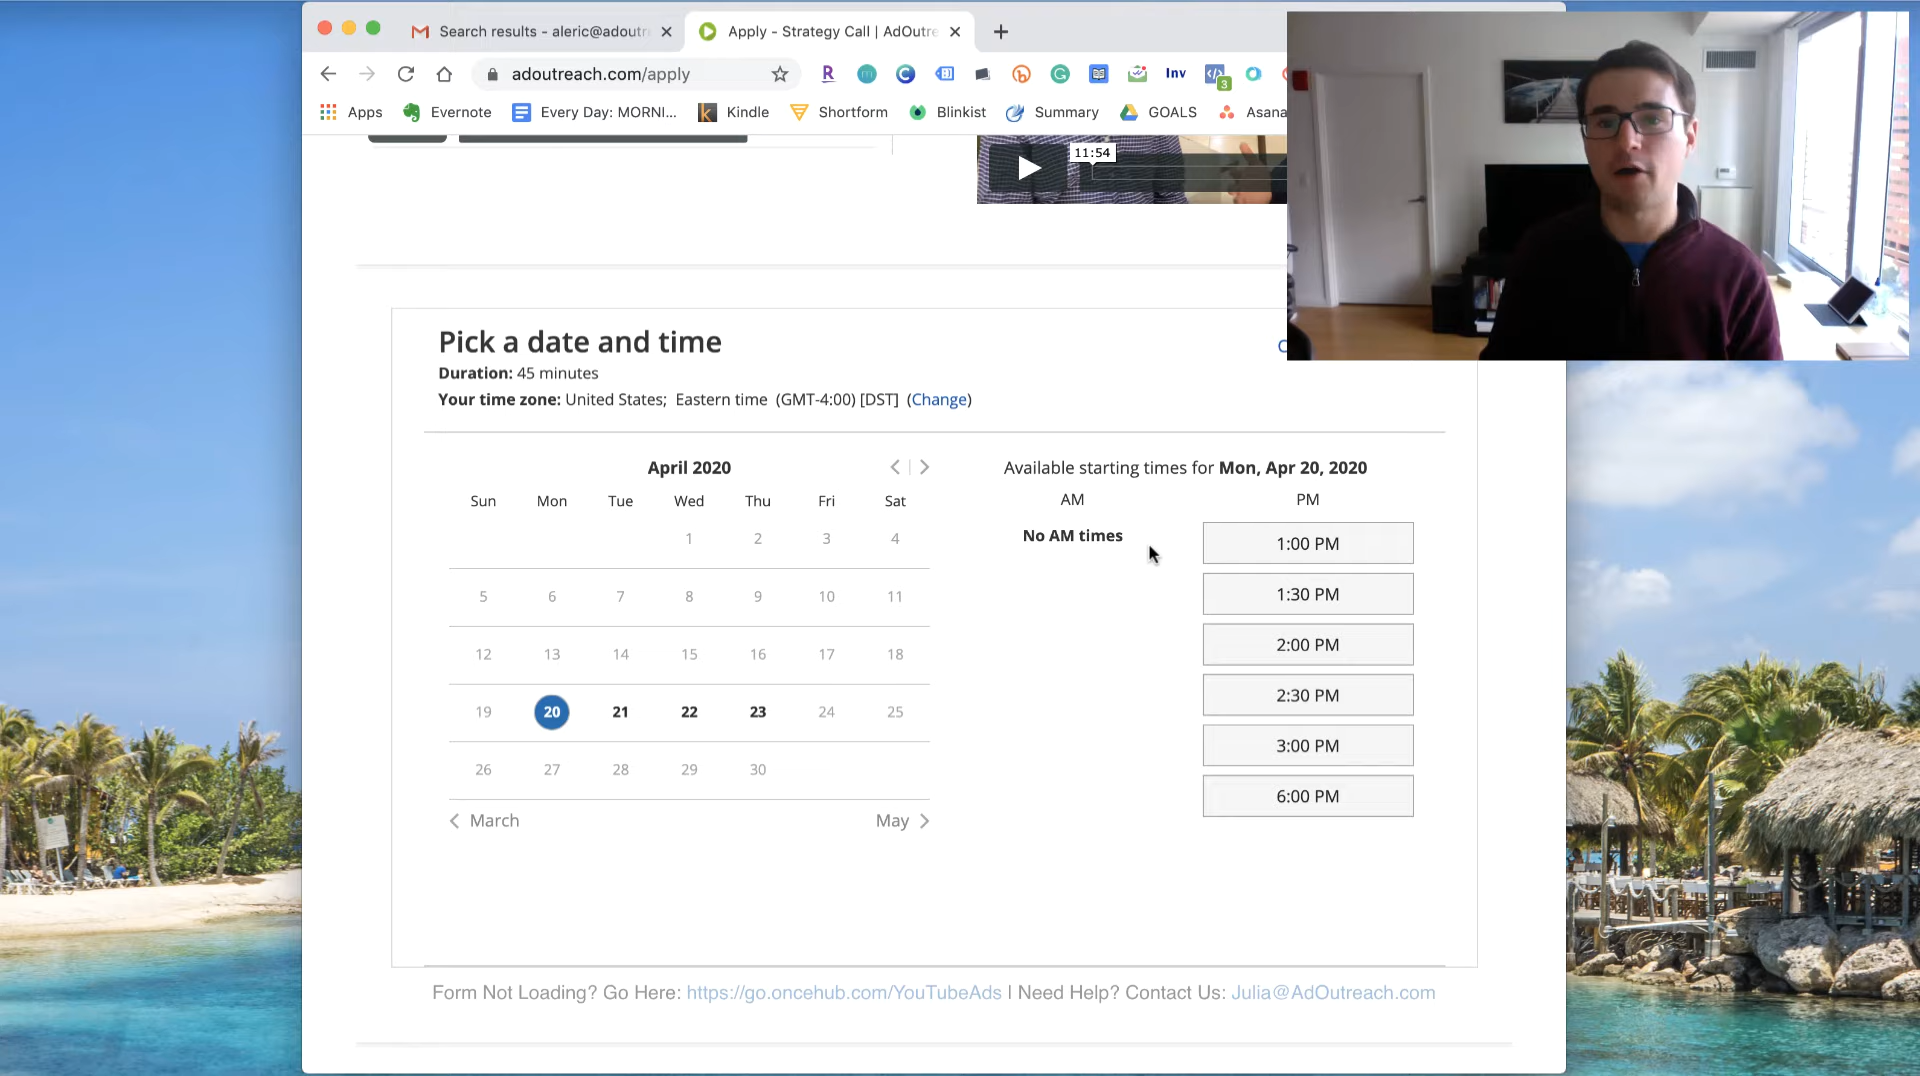 Search results - aleric@adoutr
Apply - Strategy Call | AdOutre
adoutreach.com/apply
R
Inv
3
Apps
Evernote
Every Day: MORNI...
Kindle
Shortform
Blinkist
Summary
GOALS
Asana
11:54
Pick a date and time
Duration: 45 minutes
Your time zone: United States; Eastern time (GMT-4:00) [DST] (Change)
April 2020
Sun Mon Tue Wed Thu Fri Sat
1 2 3 4
5 6 7 8 9 10 11
12 13 14 15 16 17 18
19 20 21 22 23 24 25
26 27 28 29 30
March
May
Available starting times for Mon, Apr 20, 2020
AM
PM
No AM times
1:00 PM
1:30 PM
2:00 PM
2:30 PM
3:00 PM
6:00 PM
Form Not Loading? Go Here: https://go.oncehub.com/YouTubeAds | Need Help? Contact Us: Julia@AdOutreach.com